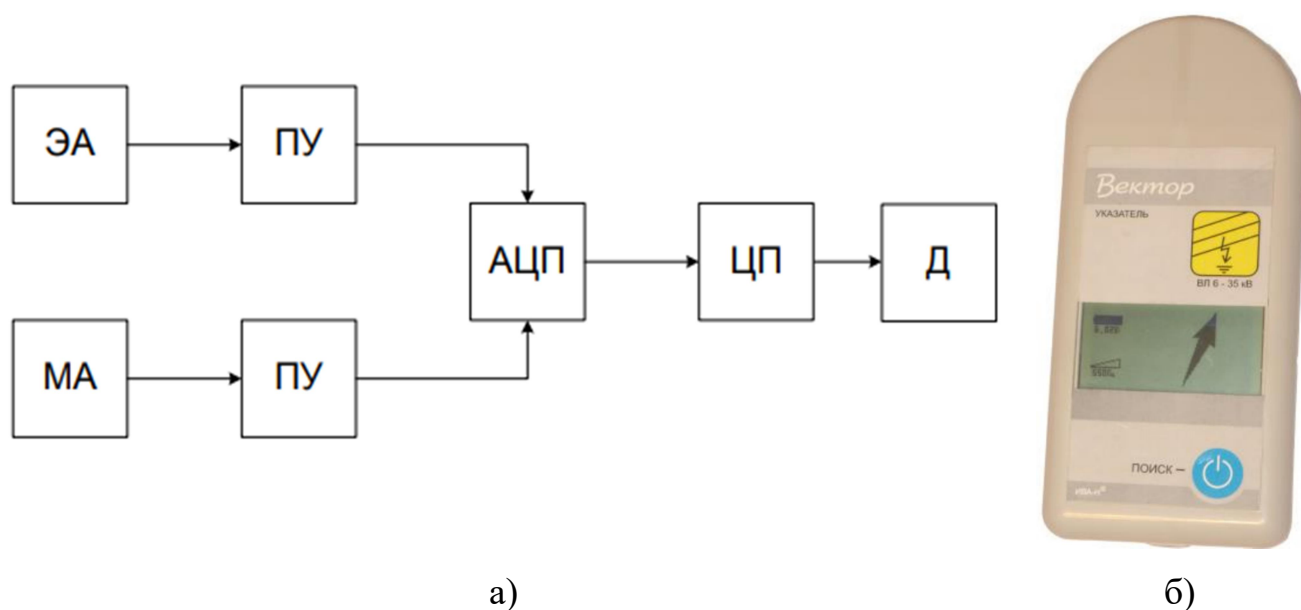 ЭА
ПУ
АЦП
ЦП
Д
МА
ПУ
Вектор
УКАЗАТЕЛЬ
ВЛ 6 - 35 кВ
ПОИСК –
а)
б)